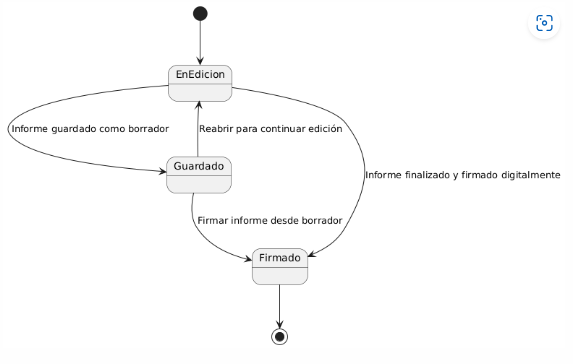 EnEdicion
Informe guardado como borrador
Reabrir para continuar edición
Guardado
Informe finalizado y firmado digitalmente
Firmar informe desde borrador
Firmado